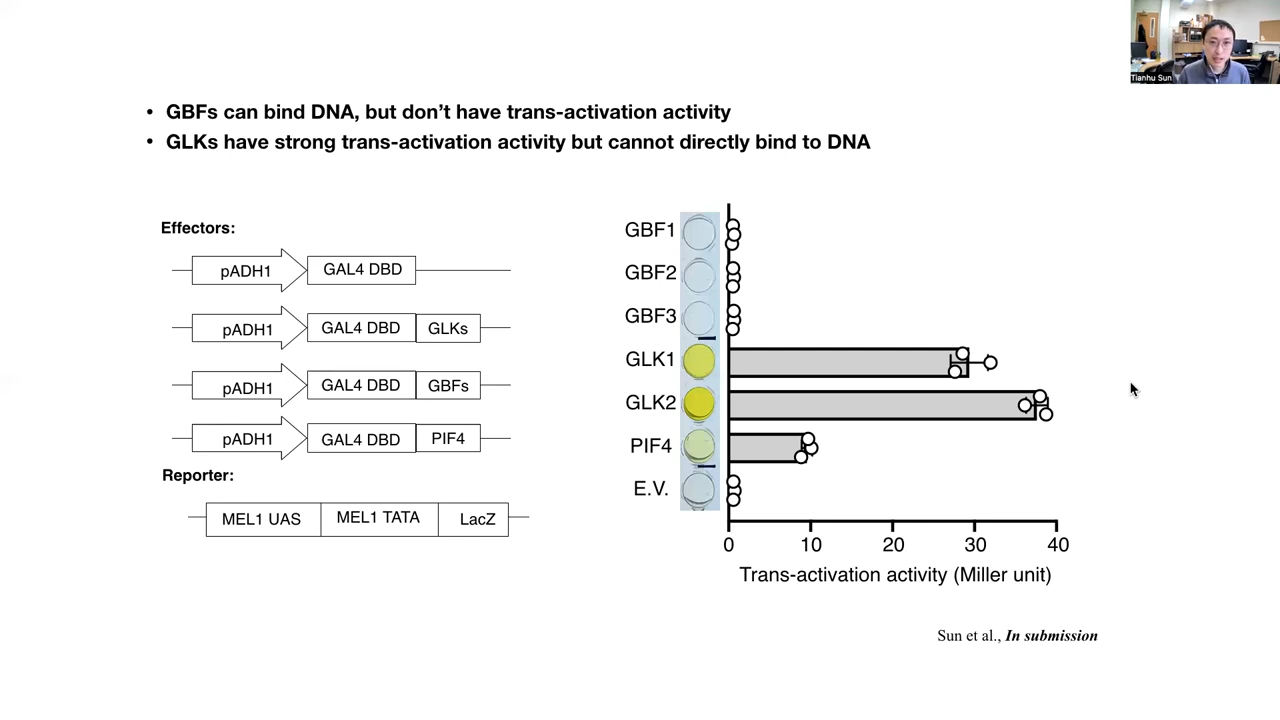 Tianhu Sun
• GBFs can bind DNA, but don’t have trans-activation activity
• GLKs have strong trans-activation activity but cannot directly bind to DNA
Effectors:
pADH1 GAL4 DBD
pADH1 GAL4 DBD GLKs
pADH1 GAL4 DBD GBFs
pADH1 GAL4 DBD PIF4
Reporter:
MEL1 UAS MEL1 TATA LacZ
GBF1
GBF2
GBF3
GLK1
GLK2
PIF4
E.V.
0 10 20 30 40
Trans-activation activity (Miller unit)
Sun et al., In submission